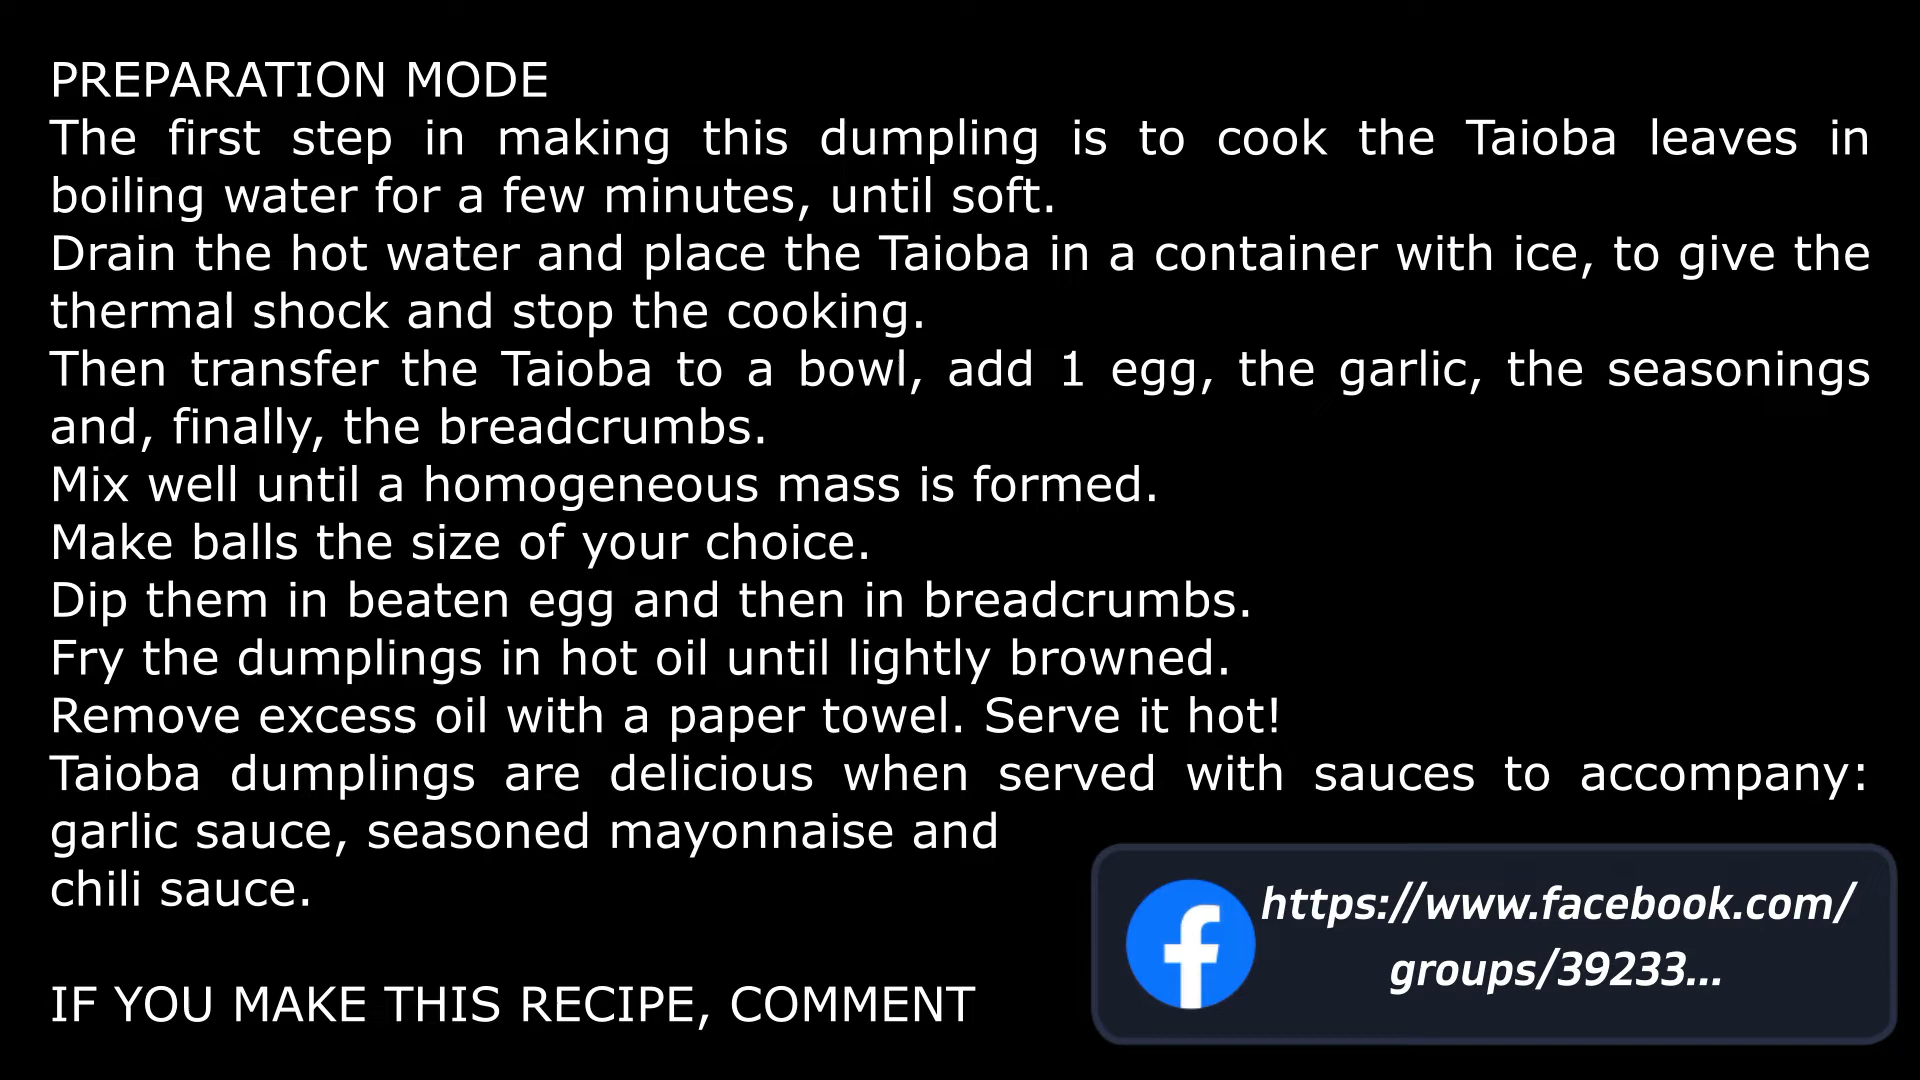 PREPARATION MODE
The first step in making this dumpling is to cook the Taioba leaves in
boiling water for a few minutes, until soft.
Drain the hot water and place the Taioba in a container with ice, to give the
thermal shock and stop the cooking.
Then transfer the Taioba to a bowl, add 1 egg, the garlic, the seasonings
and, finally, the breadcrumbs.
Mix well until a homogeneous mass is formed.
Make balls the size of your choice.
Dip them in beaten egg and then in breadcrumbs.
Fry the dumplings in hot oil until lightly browned.
Remove excess oil with a paper towel. Serve it hot!
Taioba dumplings are delicious when served with sauces to accompany:
garlic sauce, seasoned mayonnaise and
chili sauce.
IF YOU MAKE THIS RECIPE, COMMENT
https://www.facebook.com/
groups/39233...